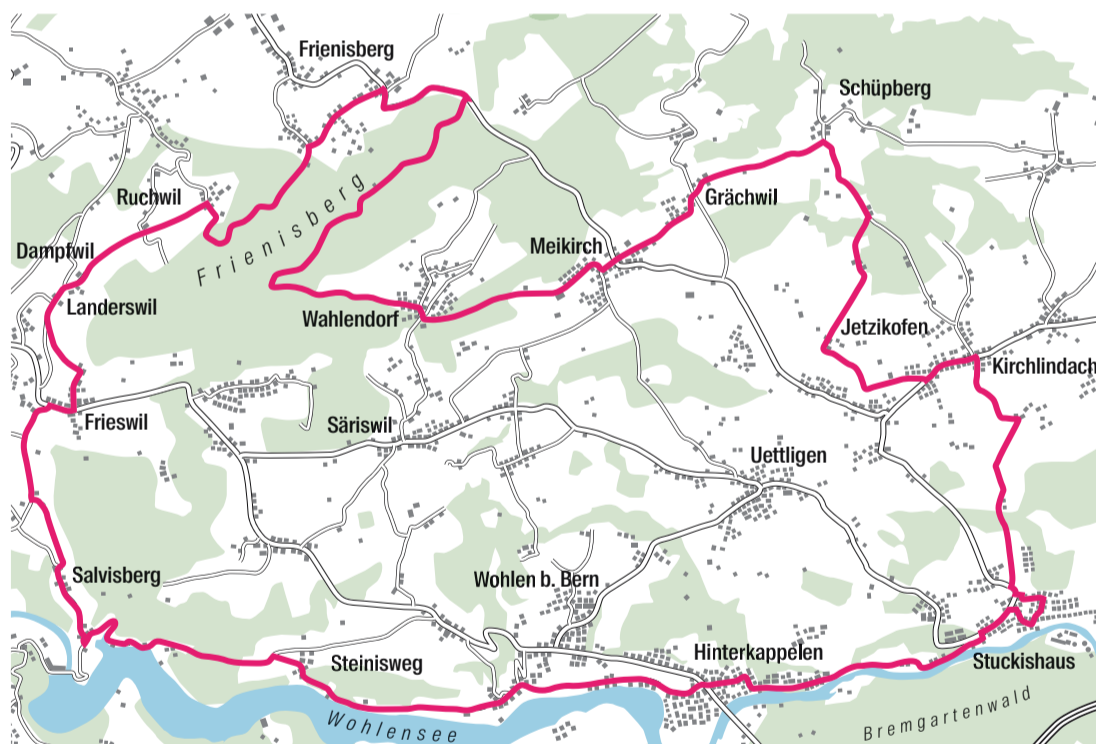 Frienisberg
Schüpberg
Ruchwil
Grächwil
Frienisberg
Dampfwil
Meikirch
Landerswil
Wahlendorf
Jetzikofen
Kirchlindach
Frieswil
Säriswil
Uettligen
Salvisberg
Wohlen b. Bern
Hinterkappelen
Steinisweg
Stuckishaus
Wohlensee
Bremgartenwald